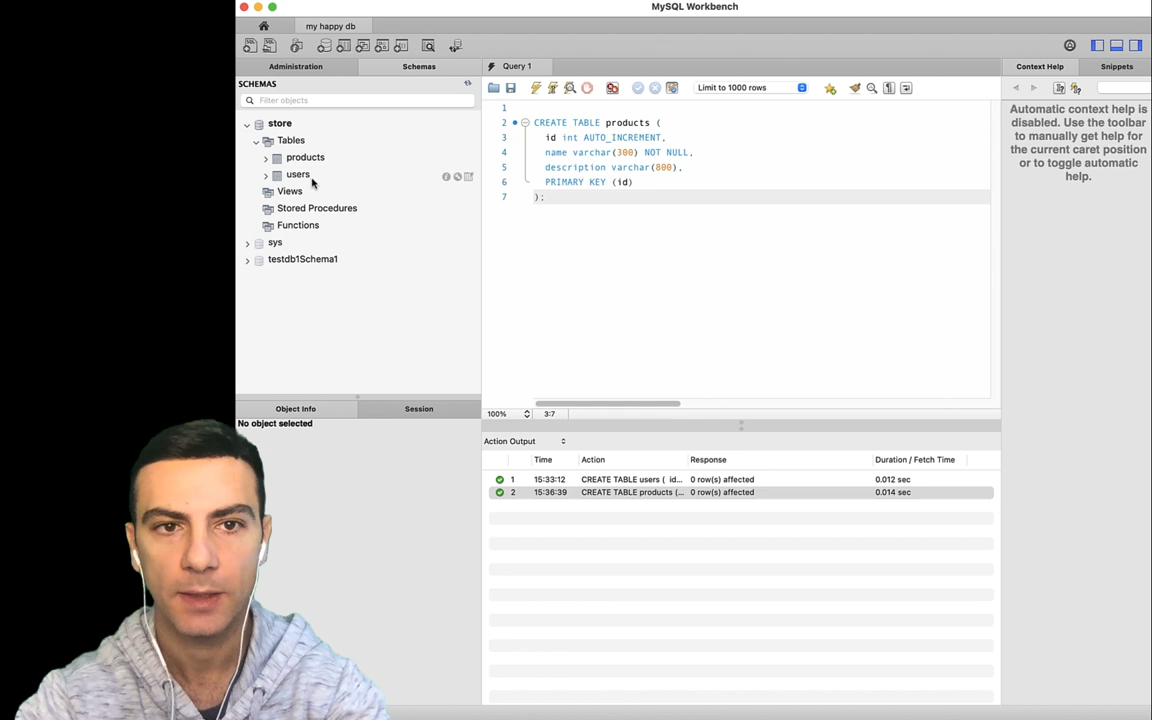 MySQL Workbench
my happy db
Administration
Schemas
SCHEMAS
Filter objects
store
Tables
products
users
Views
Stored Procedures
Functions
sys
testdb1Schema1
Object Info
Session
No object selected
Query 1
Limit to 1000 rows
1
2 CREATE TABLE products (
3 id int AUTO_INCREMENT,
4 name varchar(300) NOT NULL,
5 description varchar(800),
6 PRIMARY KEY (id)
7 );
100%
3:7
Action Output
Time Action Response Duration / Fetch Time
1 15:33:12 CREATE TABLE users ( id... 0 row(s) affected 0.012 sec
2 15:36:39 CREATE TABLE products (... 0 row(s) affected 0.014 sec
Context Help
Snippets
Automatic context help is
disabled. Use the toolbar
to manually get help for
the current caret position
or to toggle automatic
help.